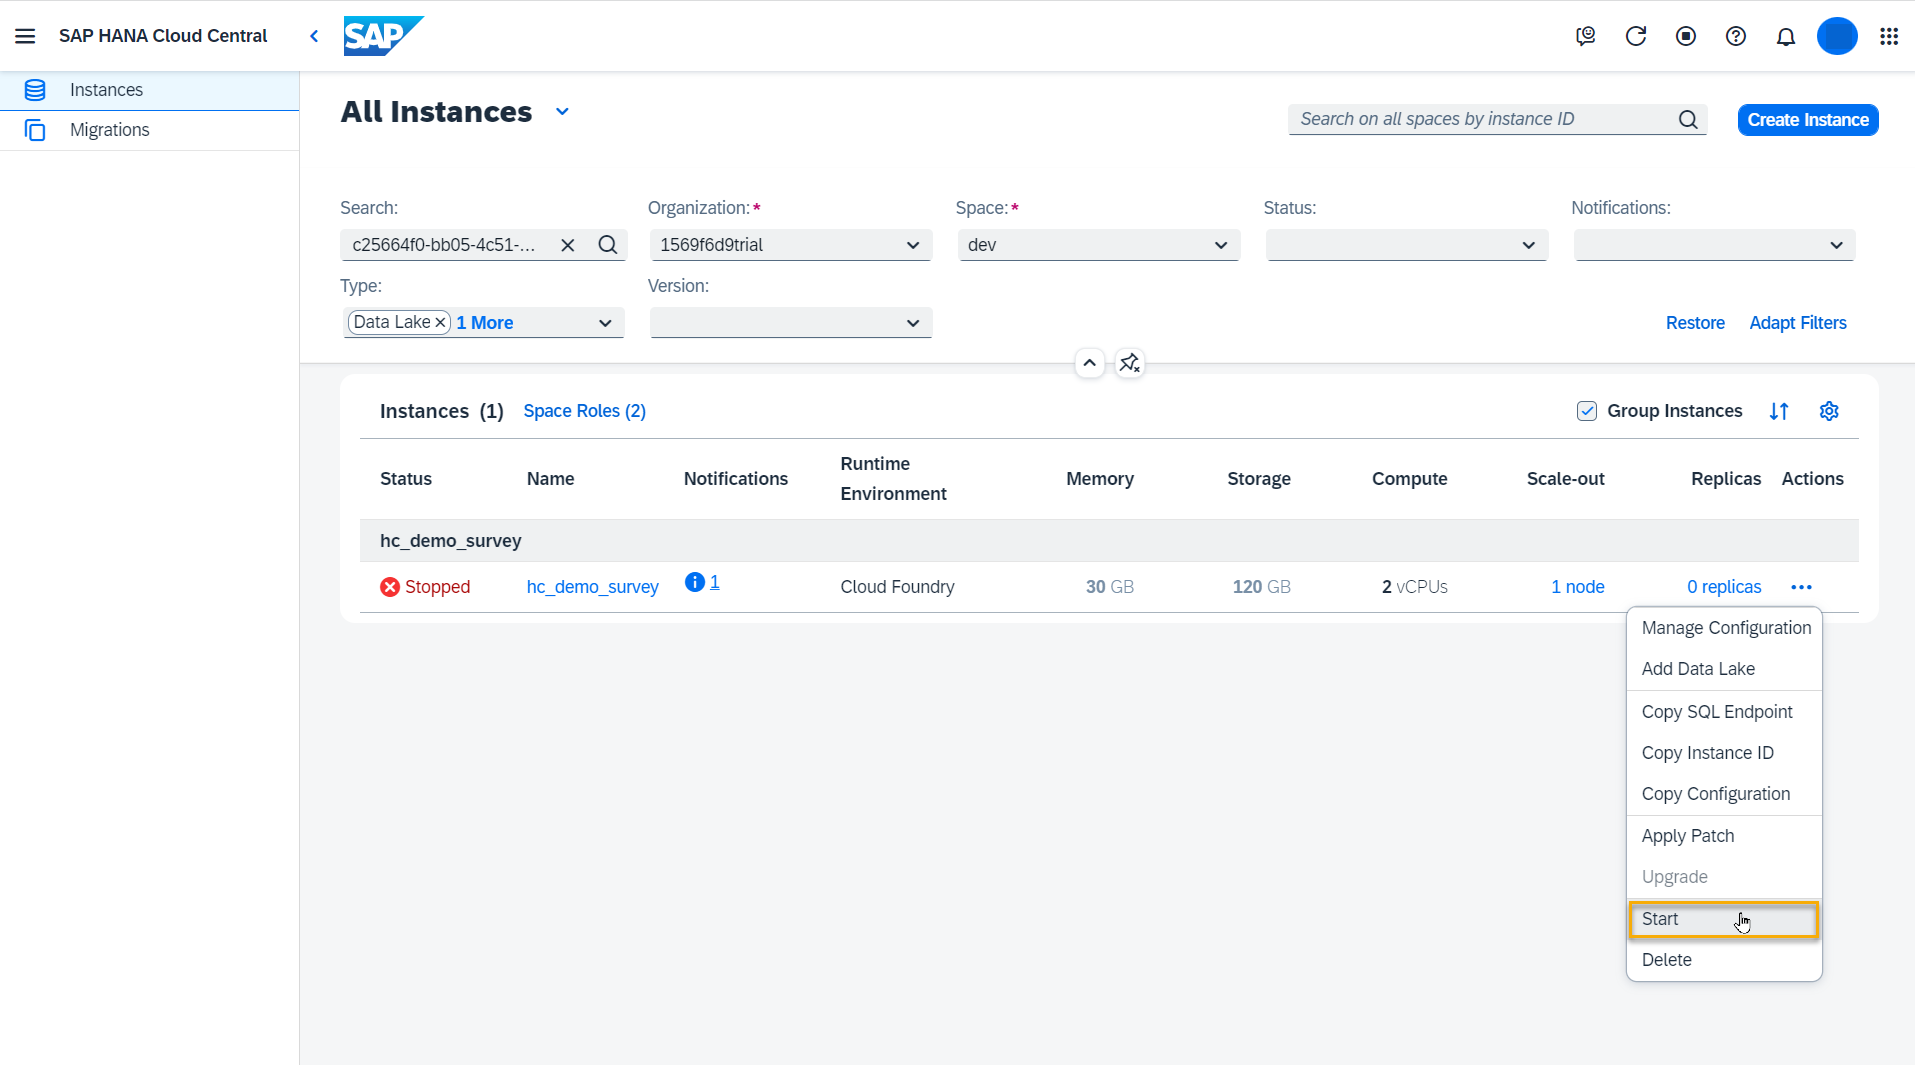 SAP HANA Cloud Central
SAP
Instances
Migrations
All Instances
Search on all spaces by instance ID
Create Instance
Search:
Organization:*
Space:*
Status:
Notifications:
c25664f0-bb05-4c51-...
1569f6d9trial
dev
Type:
Version:
Data Lake
1 More
Restore
Adapt Filters
Instances (1)
Space Roles (2)
Group Instances
Status
Name
Notifications
Runtime
Environment
Memory
Storage
Compute
Scale-out
Replicas
Actions
hc_demo_survey
Stopped
hc_demo_survey
1
Cloud Foundry
30 GB
120 GB
2 vCPUs
1 node
0 replicas
Manage Configuration
Add Data Lake
Copy SQL Endpoint
Copy Instance ID
Copy Configuration
Apply Patch
Upgrade
Start
Delete